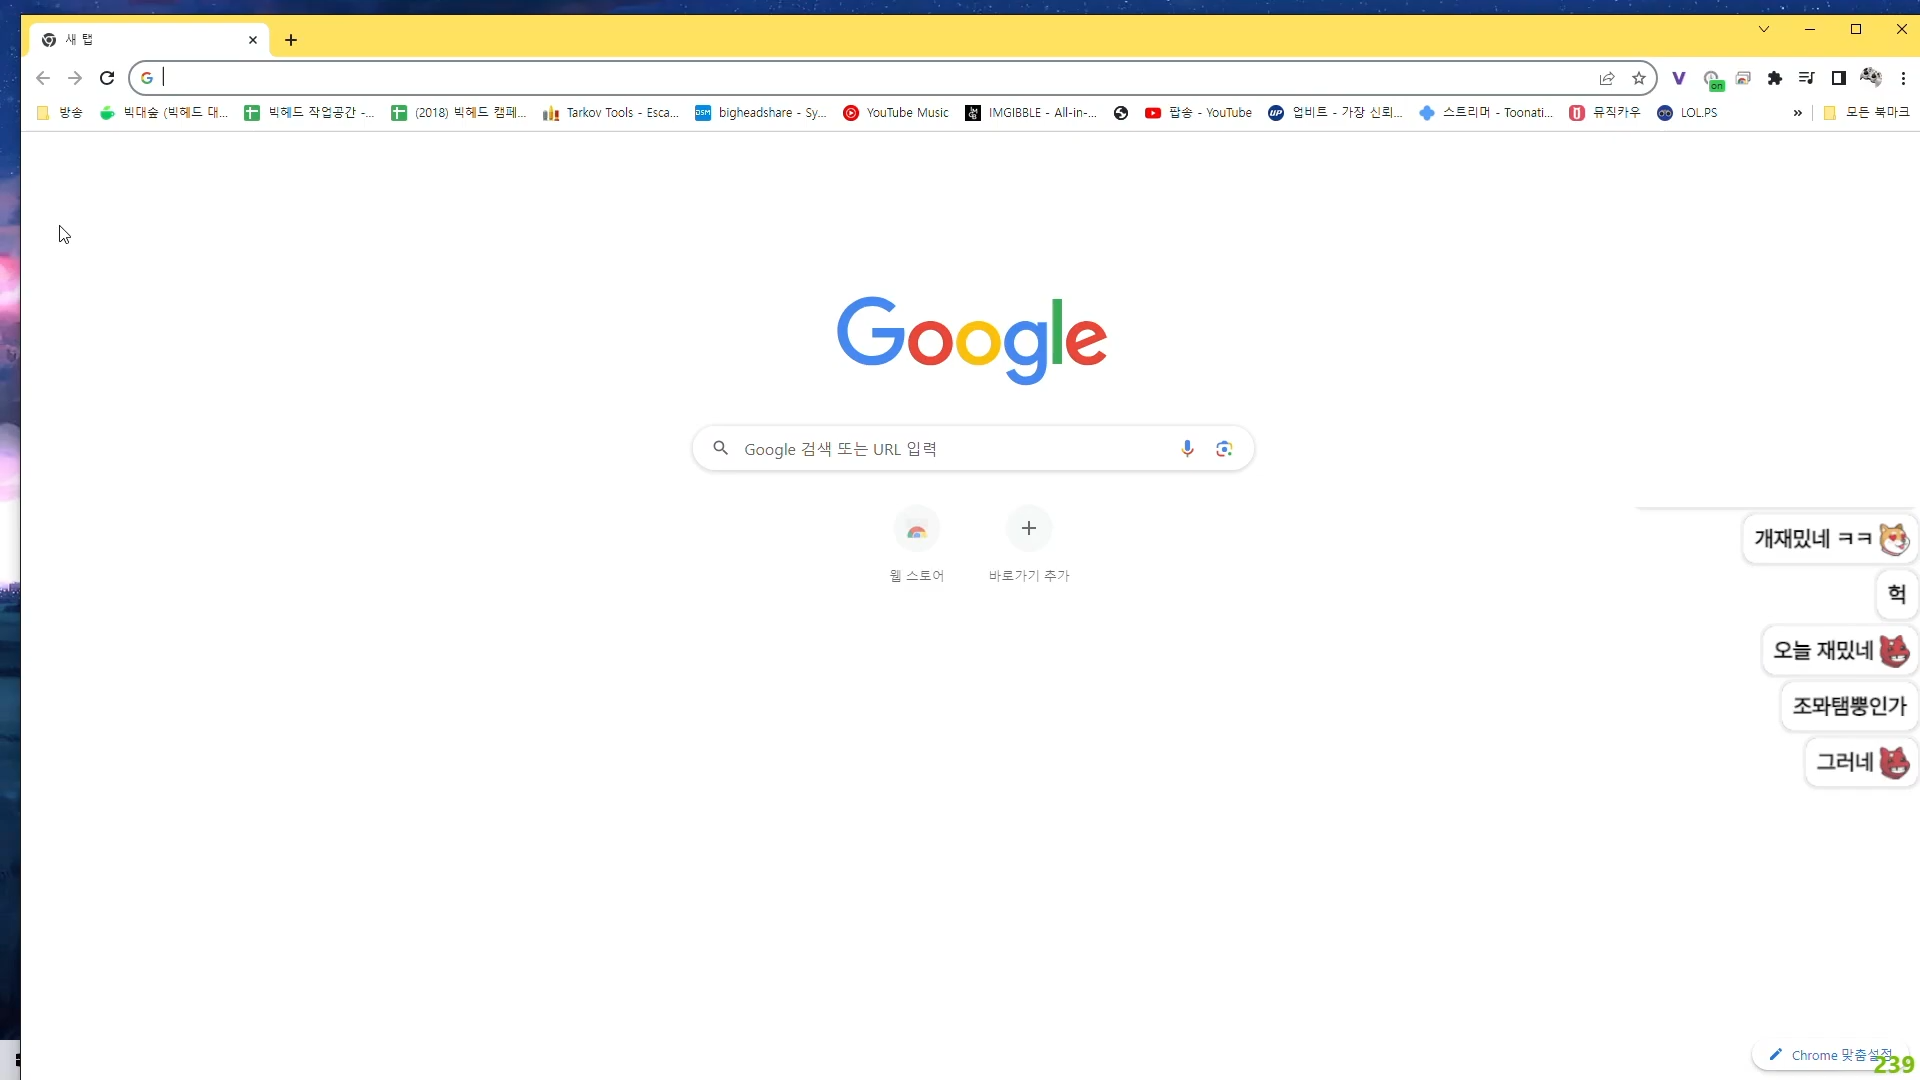 새 탭
방송
빅대숲 (빅헤드 대...
빅헤드 작업공간 -...
(2018) 빅헤드 캠페...
Tarkov Tools - Esca...
DSM
bigheadshare - Sy...
YouTube Music
IMGIBBLE - All-in-...
팝송 - YouTube
UP
업비트 - 가장 신뢰...
스트리머 - Toonati...
뮤직카우
LOL.PS
»
모든 북마크
on
Google
Google 검색 또는 URL 입력
웹 스토어
바로가기 추가
개재밌네 ㅋㅋ
헉
오늘 재밌네
조뫄탬뿡인가
그러네
Chrome 맞춤설정
239